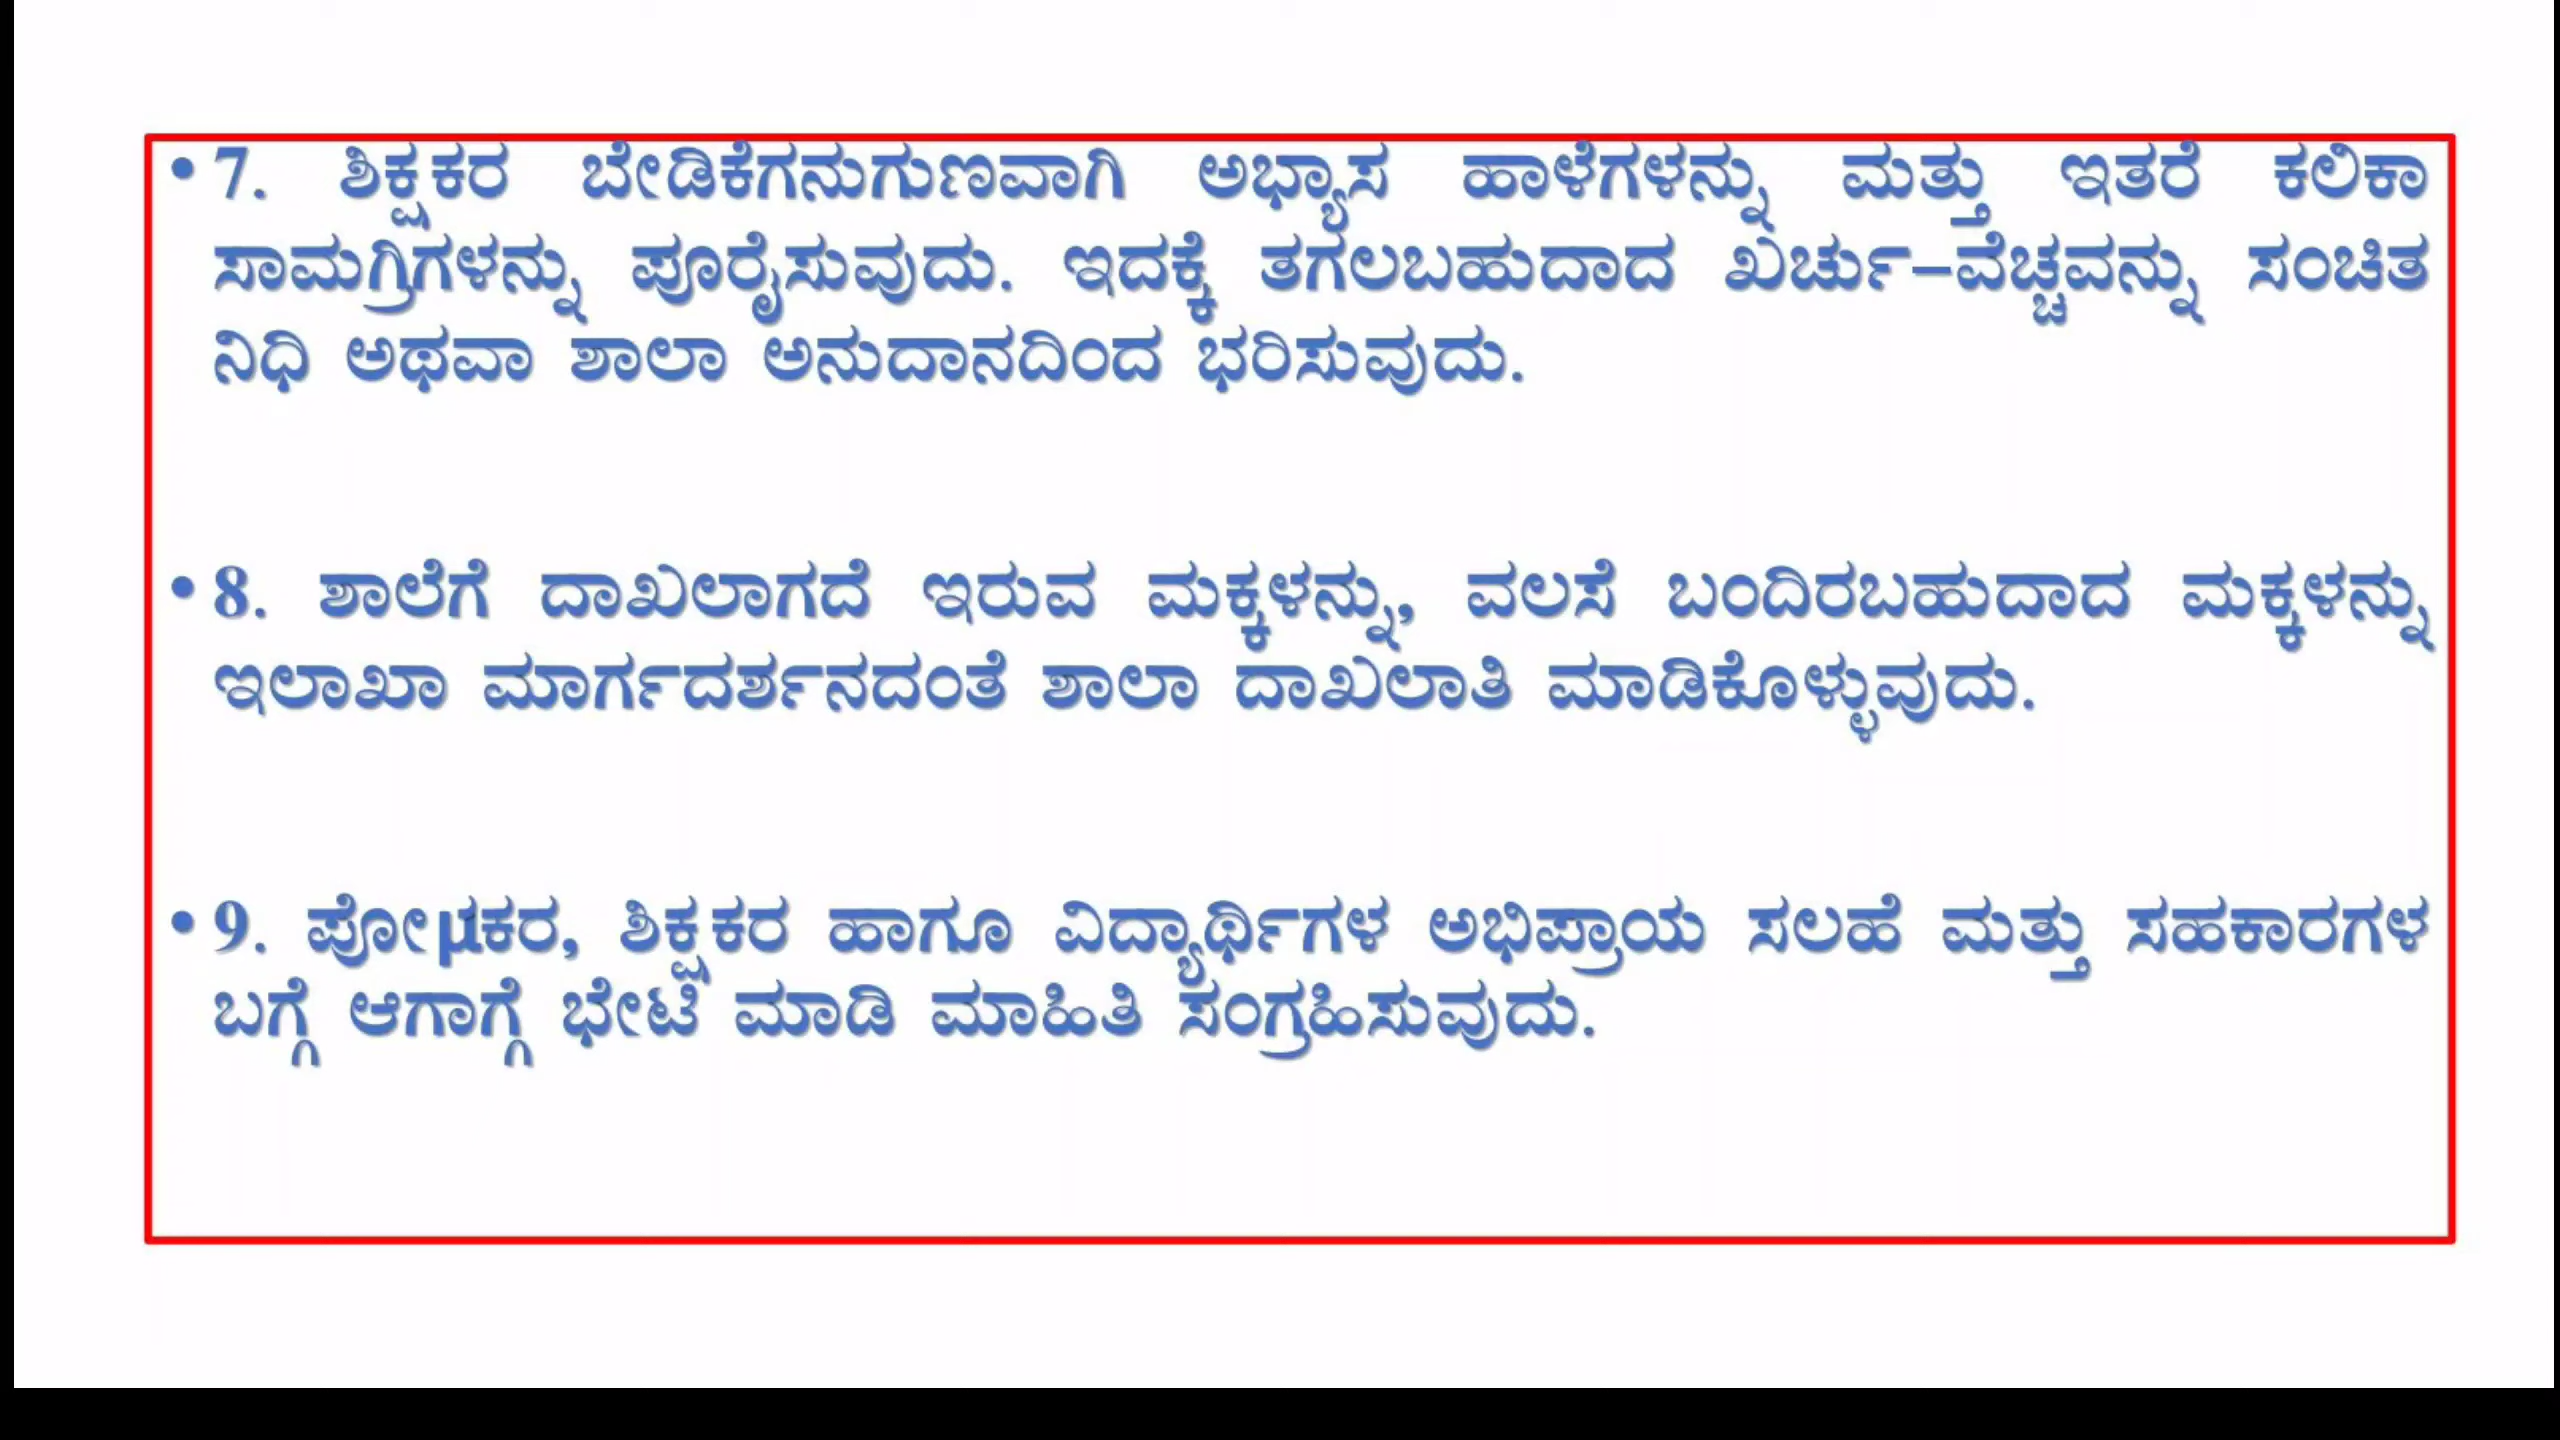 • 7. ಶಿಕ್ಷಕರ ಬೇಡಿಕೆಗನುಗುಣವಾಗಿ ಅಭ್ಯಾಸ ಹಾಳೆಗಳನ್ನು ಮತ್ತು ಇತರೆ ಕಲಿಕಾ
ಸಾಮಗ್ರಿಗಳನ್ನು ಪೂರೈಸುವುದು. ಇದಕ್ಕೆ ತಗಲಬಹುದಾದ ಖರ್ಚು–ವೆಚ್ಚವನ್ನು ಸಂಚಿತ
ನಿಧಿ ಅಥವಾ ಶಾಲಾ ಅನುದಾನದಿಂದ ಭರಿಸುವುದು.
• 8. ಶಾಲೆಗೆ ದಾಖಲಾಗದೆ ಇರುವ ಮಕ್ಕಳನ್ನು, ವಲಸೆ ಬಂದಿರಬಹುದಾದ ಮಕ್ಕಳನ್ನು
ಇಲಾಖಾ ಮಾರ್ಗದರ್ಶನದಂತೆ ಶಾಲಾ ದಾಖಲಾತಿ ಮಾಡಿಕೊಳ್ಳುವುದು.
• 9. ಪೋµಕರ, ಶಿಕ್ಷಕರ ಹಾಗೂ ವಿದ್ಯಾರ್ಥಿಗಳ ಅಭಿಪ್ರಾಯ ಸಲಹೆ ಮತ್ತು ಸಹಕಾರಗಳ
ಬಗ್ಗೆ ಆಗಾಗ್ಗೆ ಭೇಟಿ ಮಾಡಿ ಮಾಹಿತಿ ಸಂಗ್ರಹಿಸುವುದು.